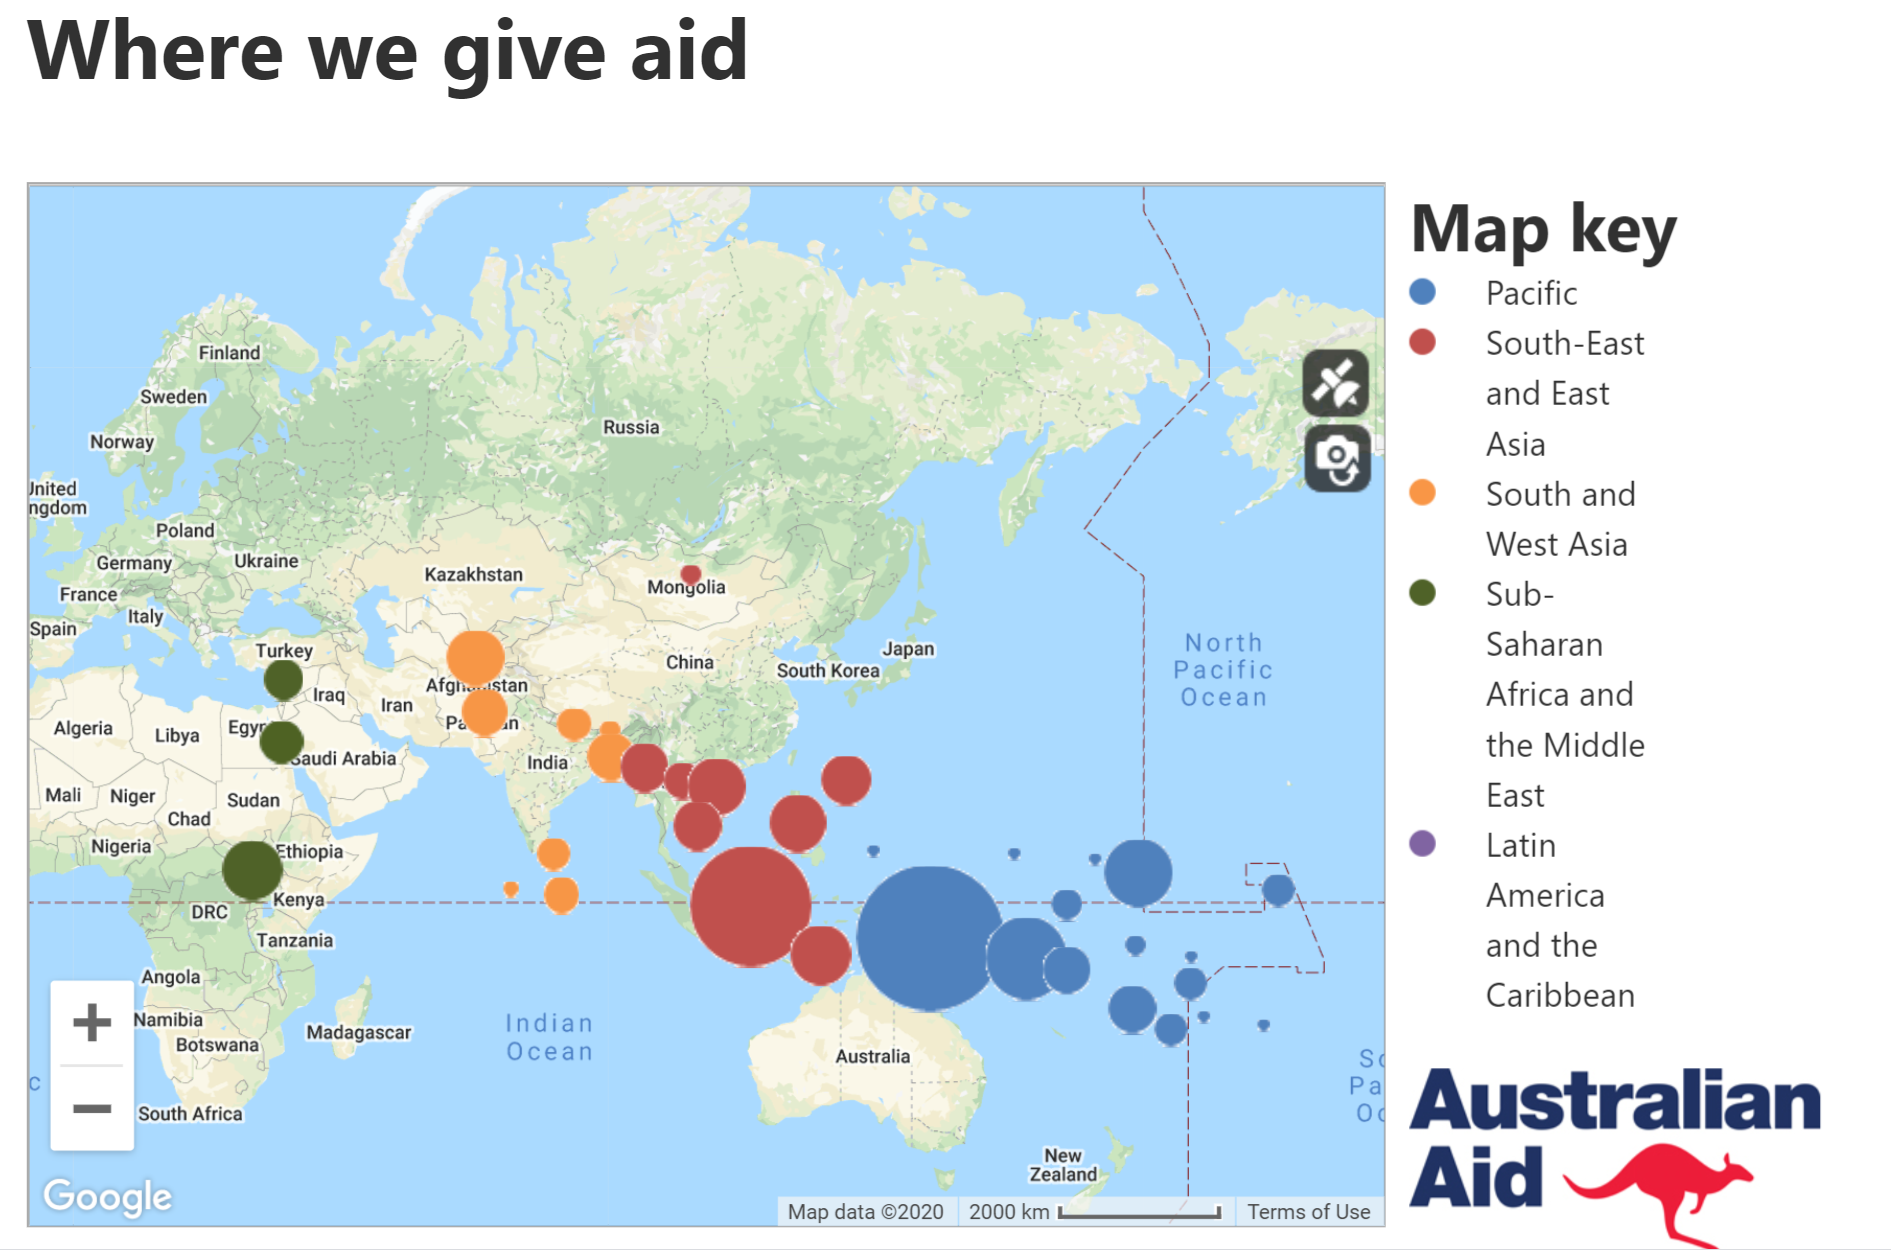 Where we give aid
Map key
Pacific
South-East
and East
Asia
South and
West Asia
Sub-
Saharan
Africa and
the Middle
East
Latin
America
and the
Caribbean
Australian
Aid
Finland
Sweden
Norway
Russia
United
ngdom
Poland
Germany
Ukraine
France
Italy
Spain
Kazakhstan
Mongolia
Turkey
Iraq
Iran
China
Japan
South Korea
North
Pacific
Ocean
Algeria
Libya
Saudi Arabia
India
Mali
Niger
Chad
Sudan
Nigeria
Ethiopia
DRC
Kenya
Tanzania
Angola
Namibia
Botswana
Madagascar
South Africa
Indian
Ocean
Australia
New
Zealand
Pa
Google
Map data ©2020
2000 km
Terms of Use